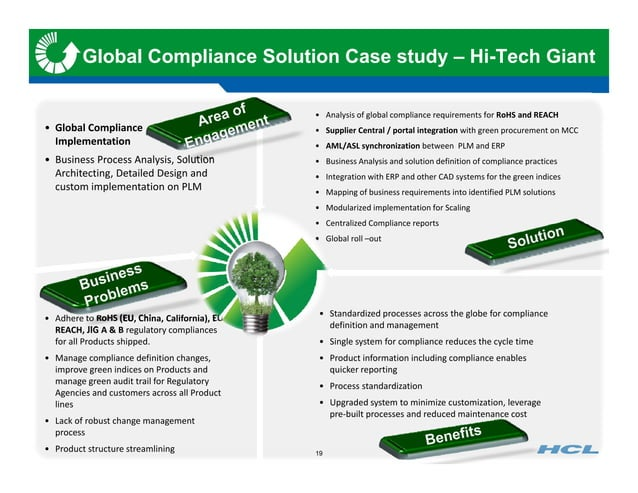 Global Compliance Solution Case study – Hi-Tech Giant
Area of
Engagement
• Global Compliance
Implementation
• Business Process Analysis, Solution
Architecting, Detailed Design and
custom implementation on PLM
• Analysis of global compliance requirements for RoHS and REACH
• Supplier Central / portal integration with green procurement on MCC
• AML/ASL synchronization between PLM and ERP
• Business Analysis and solution definition of compliance practices
• Integration with ERP and other CAD systems for the green indices
• Mapping of business requirements into identified PLM solutions
• Modularized implementation for Scaling
• Centralized Compliance reports
• Global roll –out
Solution
Business
Problems
• Adhere to RoHS (EU, China, California), EU
REACH, JIG A & B regulatory compliances
for all Products shipped.
• Manage compliance definition changes,
improve green indices on Products and
manage green audit trail for Regulatory
Agencies and customers across all Product
lines
• Lack of robust change management
process
• Product structure streamlining
• Standardized processes across the globe for compliance
definition and management
• Single system for compliance reduces the cycle time
• Product information including compliance enables
quicker reporting
• Process standardization
• Upgraded system to minimize customization, leverage
pre-built processes and reduced maintenance cost
Benefits
19
HCL